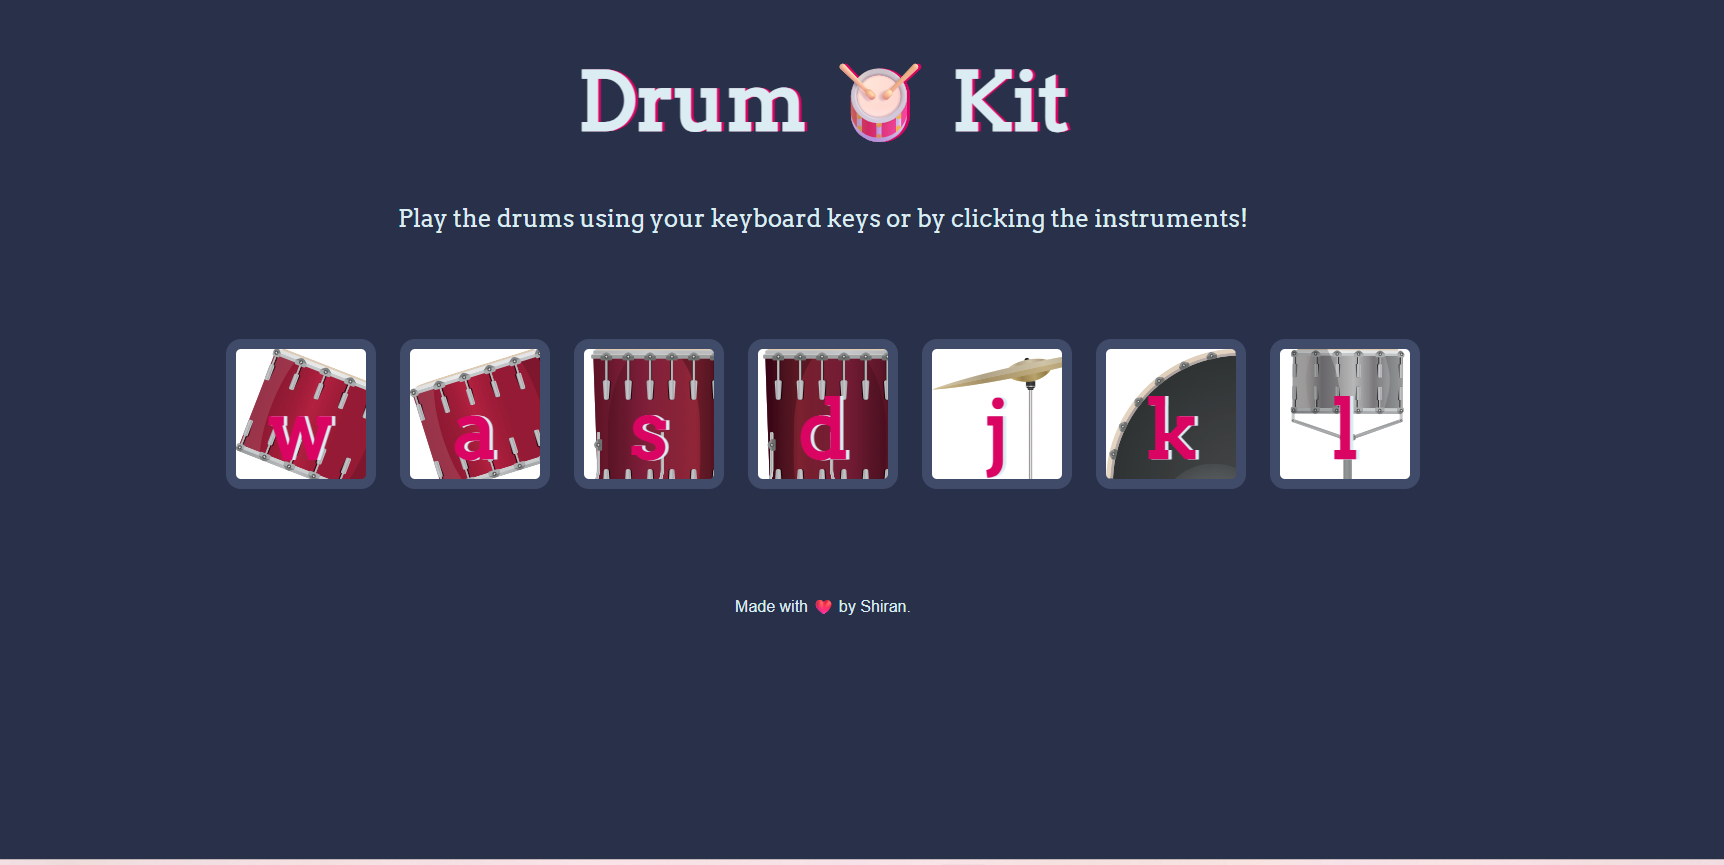 Drum 🥁 Kit
Play the drums using your keyboard keys or by clicking the instruments!
w a s d j k l
Made with ❤️ by Shiran.